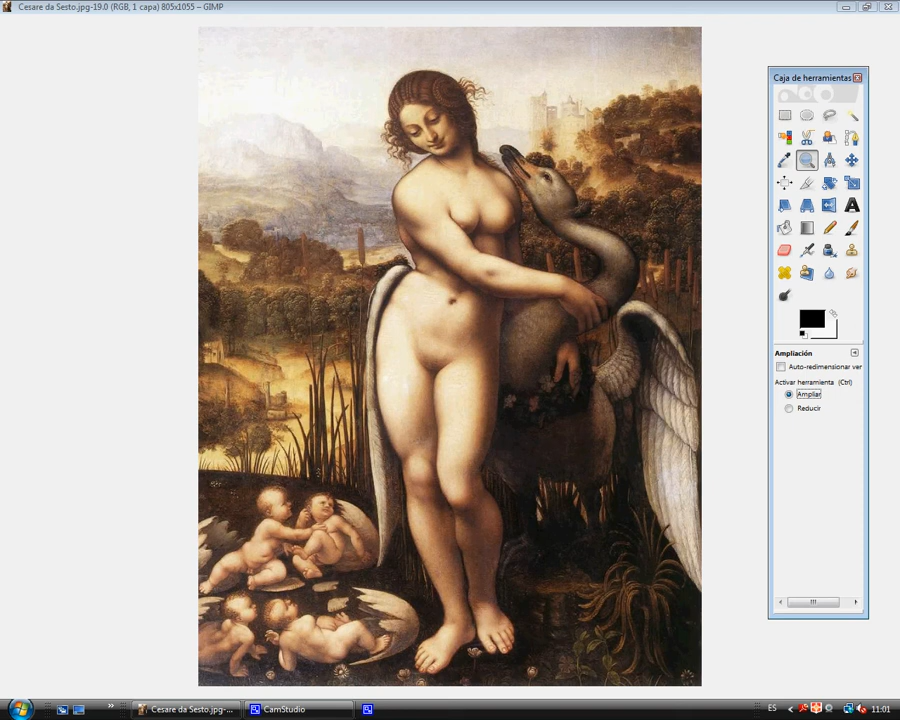 Cesare da Sesto.jpg-19.0 (RGB, 1 capa) 805x1055 – GIMP
Caja de herramientas
Ampliación
Auto-redimensionar ver
Activar herramienta (Ctrl)
Ampliar
Reducir
Cesare da Sesto.jpg-...
CamStudio
ES
11:01